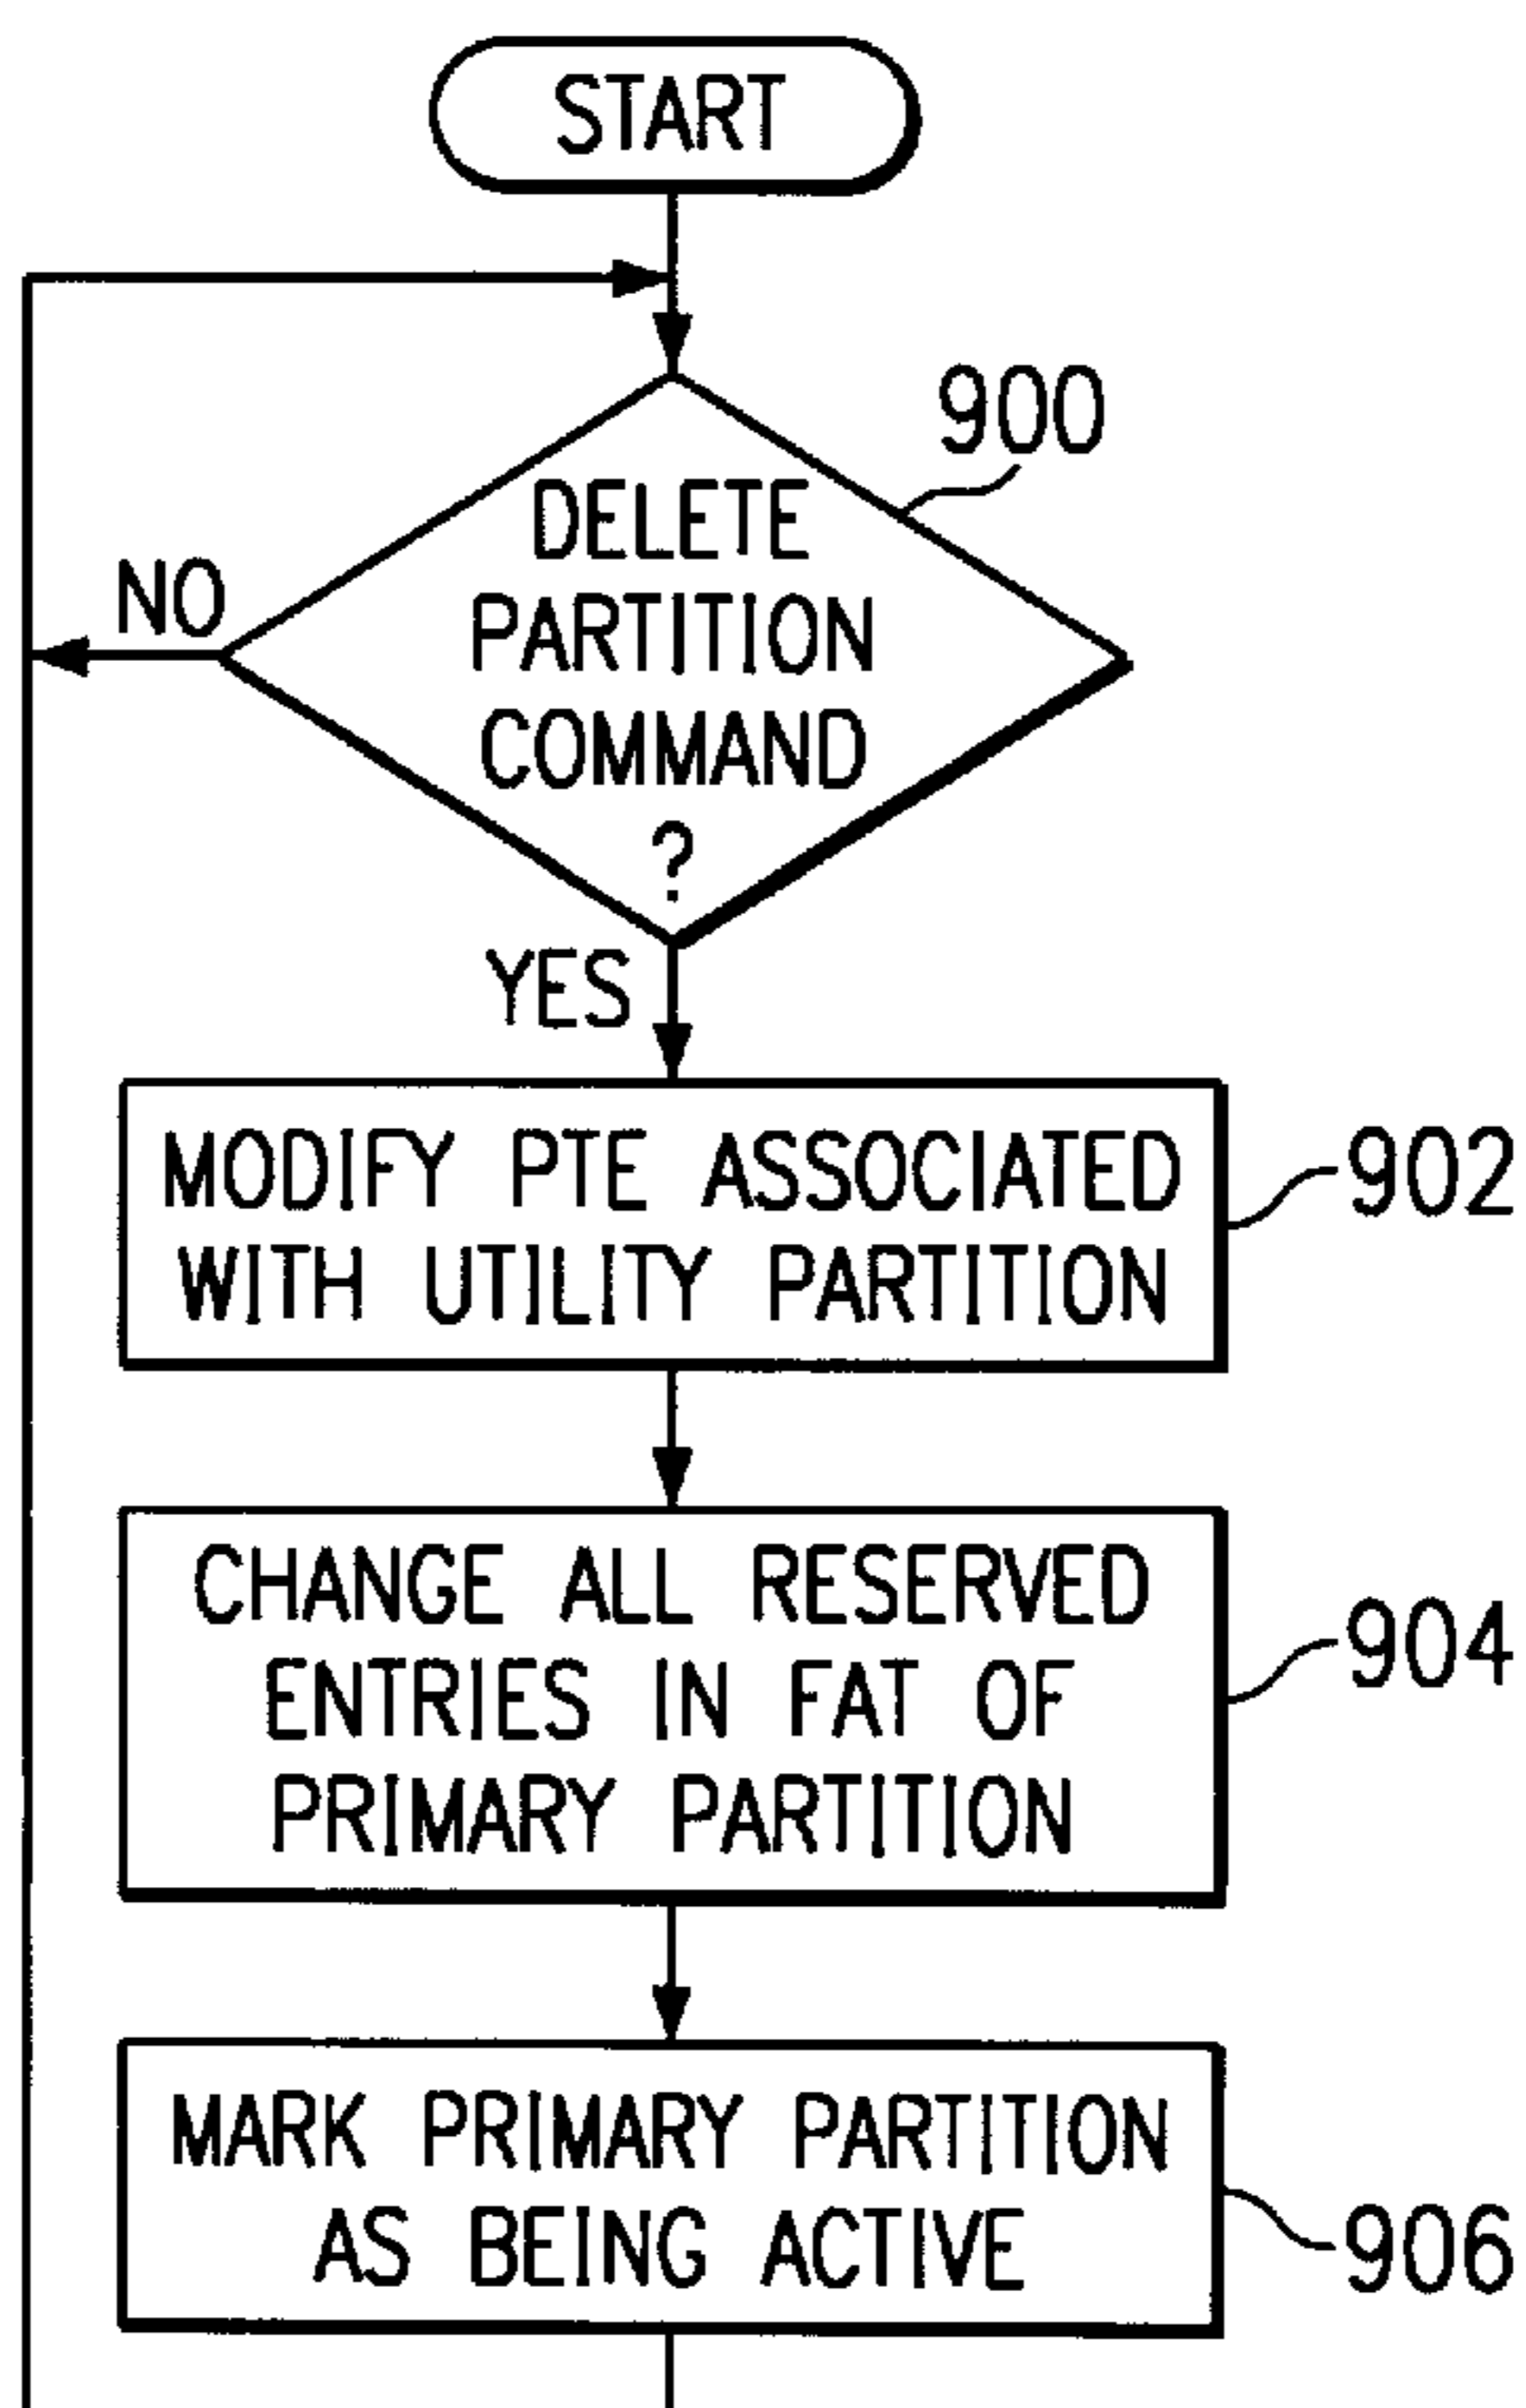 START
900
DELETE
PARTITION
COMMAND
?
NO
YES
MODIFY PTE ASSOCIATED
WITH UTILITY PARTITION
902
CHANGE ALL RESERVED
ENTRIES IN FAT OF
PRIMARY PARTITION
904
MARK PRIMARY PARTITION
AS BEING ACTIVE
906